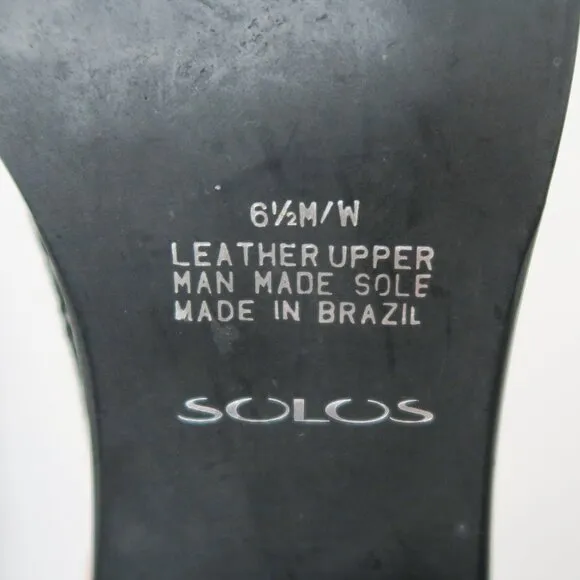 6½M/W
LEATHER UPPER
MAN MADE SOLE
MADE IN BRAZIL
SOLOS